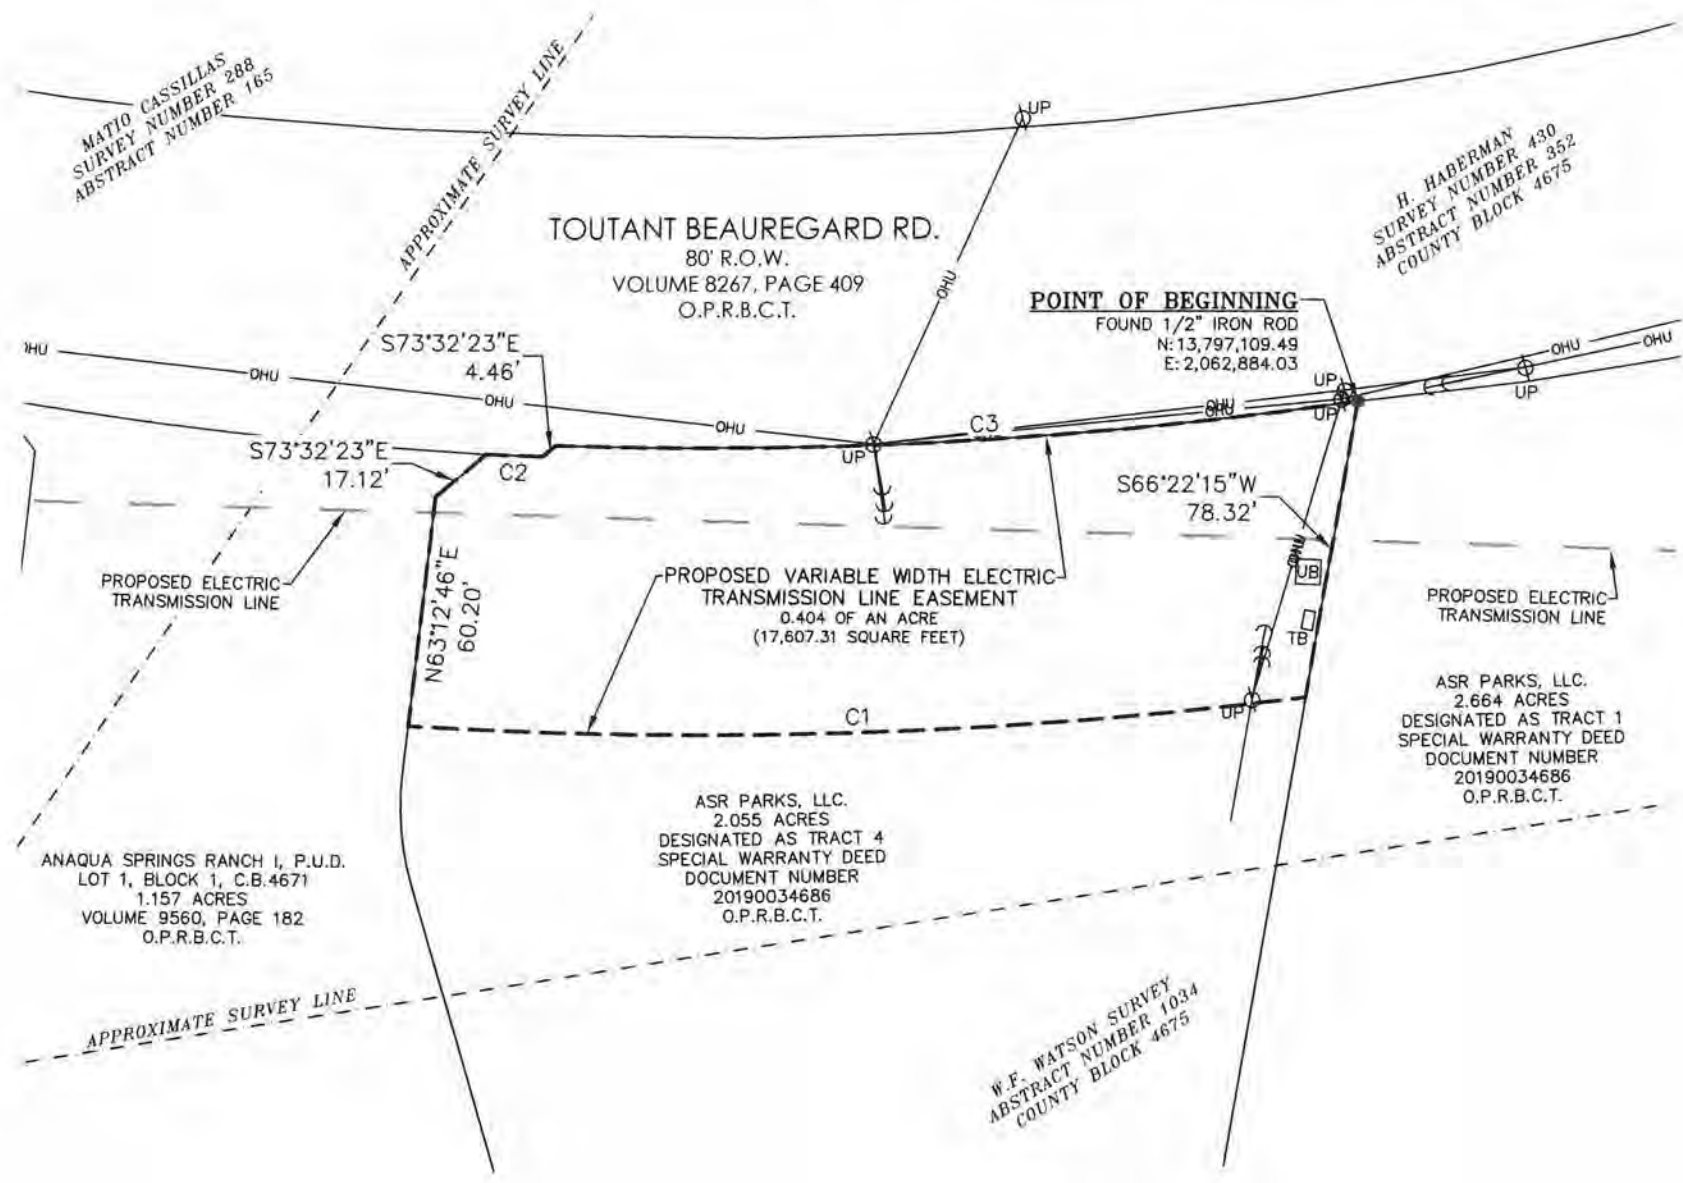 MATIO CASSILLAS
SURVEY NUMBER 288
ABSTRACT NUMBER 165
APPROXIMATE SURVEY LINE
APPROXIMATE SURVEY LINE
UP
H. HABERMAN
SURVEY NUMBER 430
ABSTRACT NUMBER 352
COUNTY BLOCK 4675
TOUTANT BEAUREGARD RD.
80' R.O.W.
VOLUME 8267, PAGE 409
O.P.R.B.C.T.
OHU
POINT OF BEGINNING
FOUND 1/2" IRON ROD
N: 13,797,109.49
E: 2,062,884.03
S73°32'23"E
4.46'
OHU
OHU
OHU
OHU
OHU
OHU
OHU
OHU
UP
UP
UP
UP
C3
C2
S73°32'23"E
17.12'
S66°22'15"W
78.32'
OHU
UB
TB
PROPOSED ELECTRIC
TRANSMISSION LINE
N63°12'46"E
60.20'
PROPOSED VARIABLE WIDTH ELECTRIC
TRANSMISSION LINE EASEMENT
0.404 OF AN ACRE
(17,607.31 SQUARE FEET)
PROPOSED ELECTRIC
TRANSMISSION LINE
C1
UP
ASR PARKS, LLC.
2.664 ACRES
DESIGNATED AS TRACT 1
SPECIAL WARRANTY DEED
DOCUMENT NUMBER
20190034686
O.P.R.B.C.T.
ASR PARKS, LLC.
2.055 ACRES
DESIGNATED AS TRACT 4
SPECIAL WARRANTY DEED
DOCUMENT NUMBER
20190034686
O.P.R.B.C.T.
ANAQUA SPRINGS RANCH I, P.U.D.
LOT 1, BLOCK 1, C.B.4671
1.157 ACRES
VOLUME 9560, PAGE 182
O.P.R.B.C.T.
APPROXIMATE SURVEY LINE
W.F. WATSON SURVEY
ABSTRACT NUMBER 1034
COUNTY BLOCK 4675